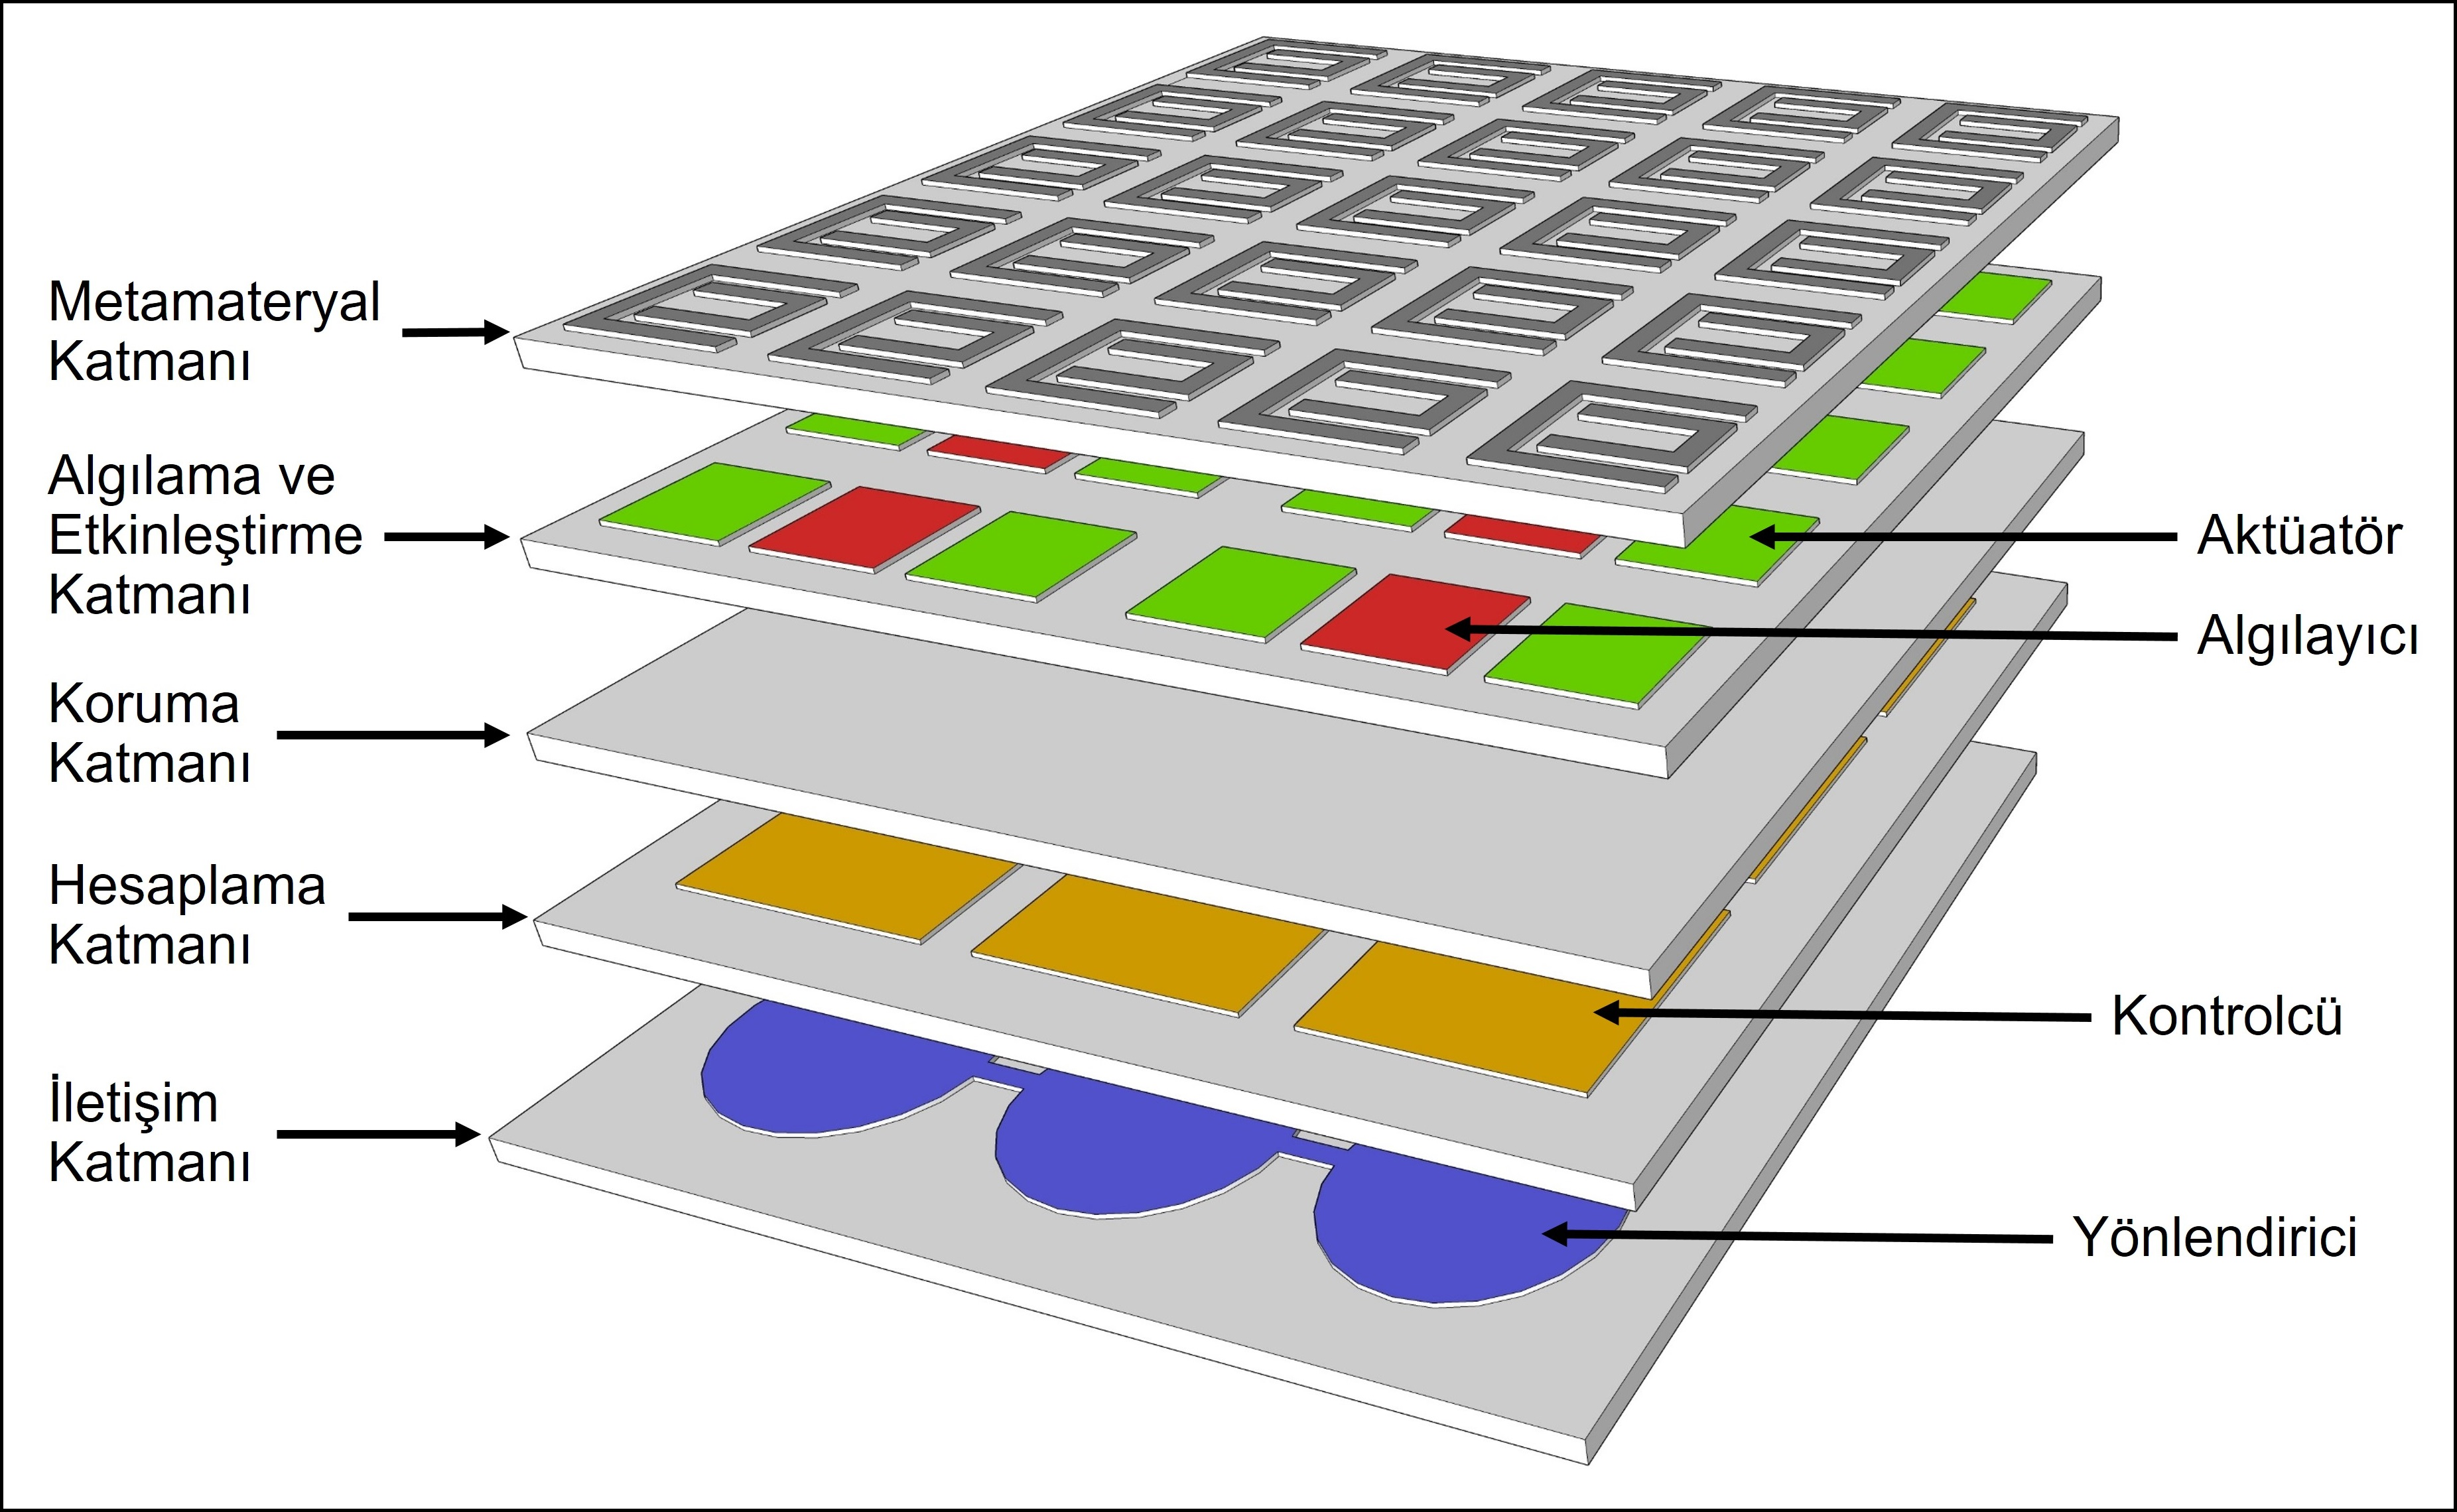 Metamateryal
Katmanı
Algılama ve
Etkinleştirme
Katmanı
Koruma
Katmanı
Hesaplama
Katmanı
İletişim
Katmanı
Aktüatör
Algılayıcı
Kontrolcü
Yönlendirici